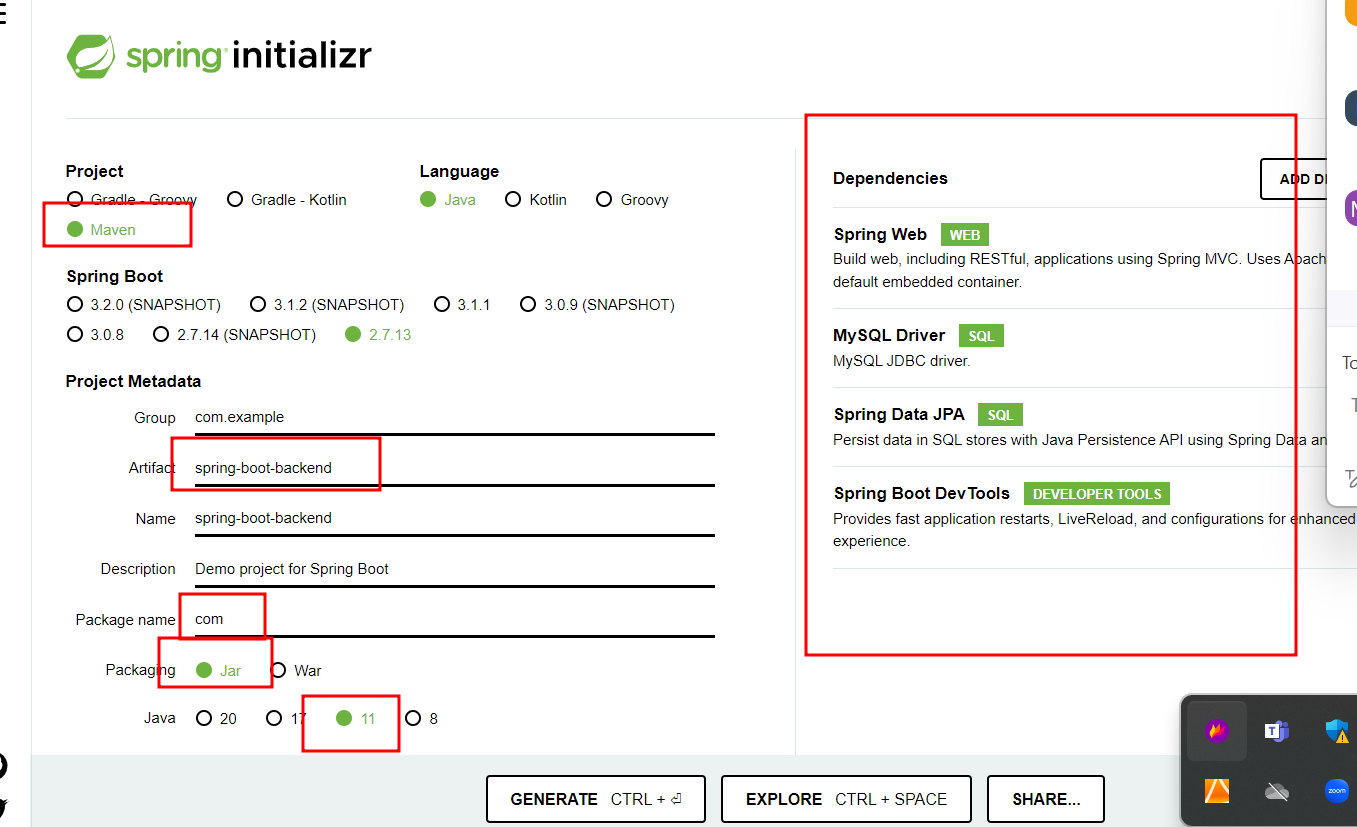 spring initializr
Project
Gradle - Groovy Gradle - Kotlin
Maven
Language
Java Kotlin Groovy
Spring Boot
3.2.0 (SNAPSHOT) 3.1.2 (SNAPSHOT) 3.1.1 3.0.9 (SNAPSHOT)
3.0.8 2.7.14 (SNAPSHOT) 2.7.13
Project Metadata
Group com.example
Artifact spring-boot-backend
Name spring-boot-backend
Description Demo project for Spring Boot
Package name com
Packaging Jar War
Java 20 17 11 8
Dependencies
ADD
Spring Web WEB
Build web, including RESTful, applications using Spring MVC. Uses Apach
default embedded container.
MySQL Driver SQL
MySQL JDBC driver.
Spring Data JPA SQL
Persist data in SQL stores with Java Persistence API using Spring Data an
Spring Boot DevTools DEVELOPER TOOLS
Provides fast application restarts, LiveReload, and configurations for enhanced
experience.
GENERATE CTRL + ⏎
EXPLORE CTRL + SPACE
SHARE...
To
zoom